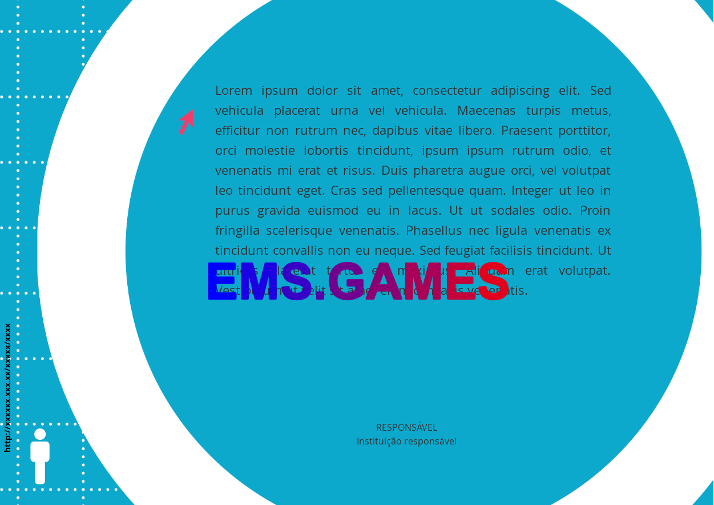 Lorem ipsum dolor sit amet, consectetur adipiscing elit. Sed
vehicula placerat urna vel vehicula. Maecenas turpis metus,
efficitur non rutrum nec, dapibus vitae libero. Praesent porttitor,
orci molestie lobortis tincidunt, ipsum ipsum rutrum odio, et
venenatis mi erat et risus. Duis pharetra augue orci, vel volutpat
leo tincidunt eget. Cras sed pellentesque quam. Integer ut leo in
purus gravida euismod eu in lacus. Ut ut sodales odio. Proin
fringilla scelerisque venenatis. Phasellus nec ligula venenatis ex
tincidunt convallis non eu neque. Sed feugiat facilisis tincidunt. Ut
erat volutpat.
EMS.GAMES
RESPONSÁVEL
Instituição responsável
http://xxxxxx.xxx.xx/xxxxx/xxxx